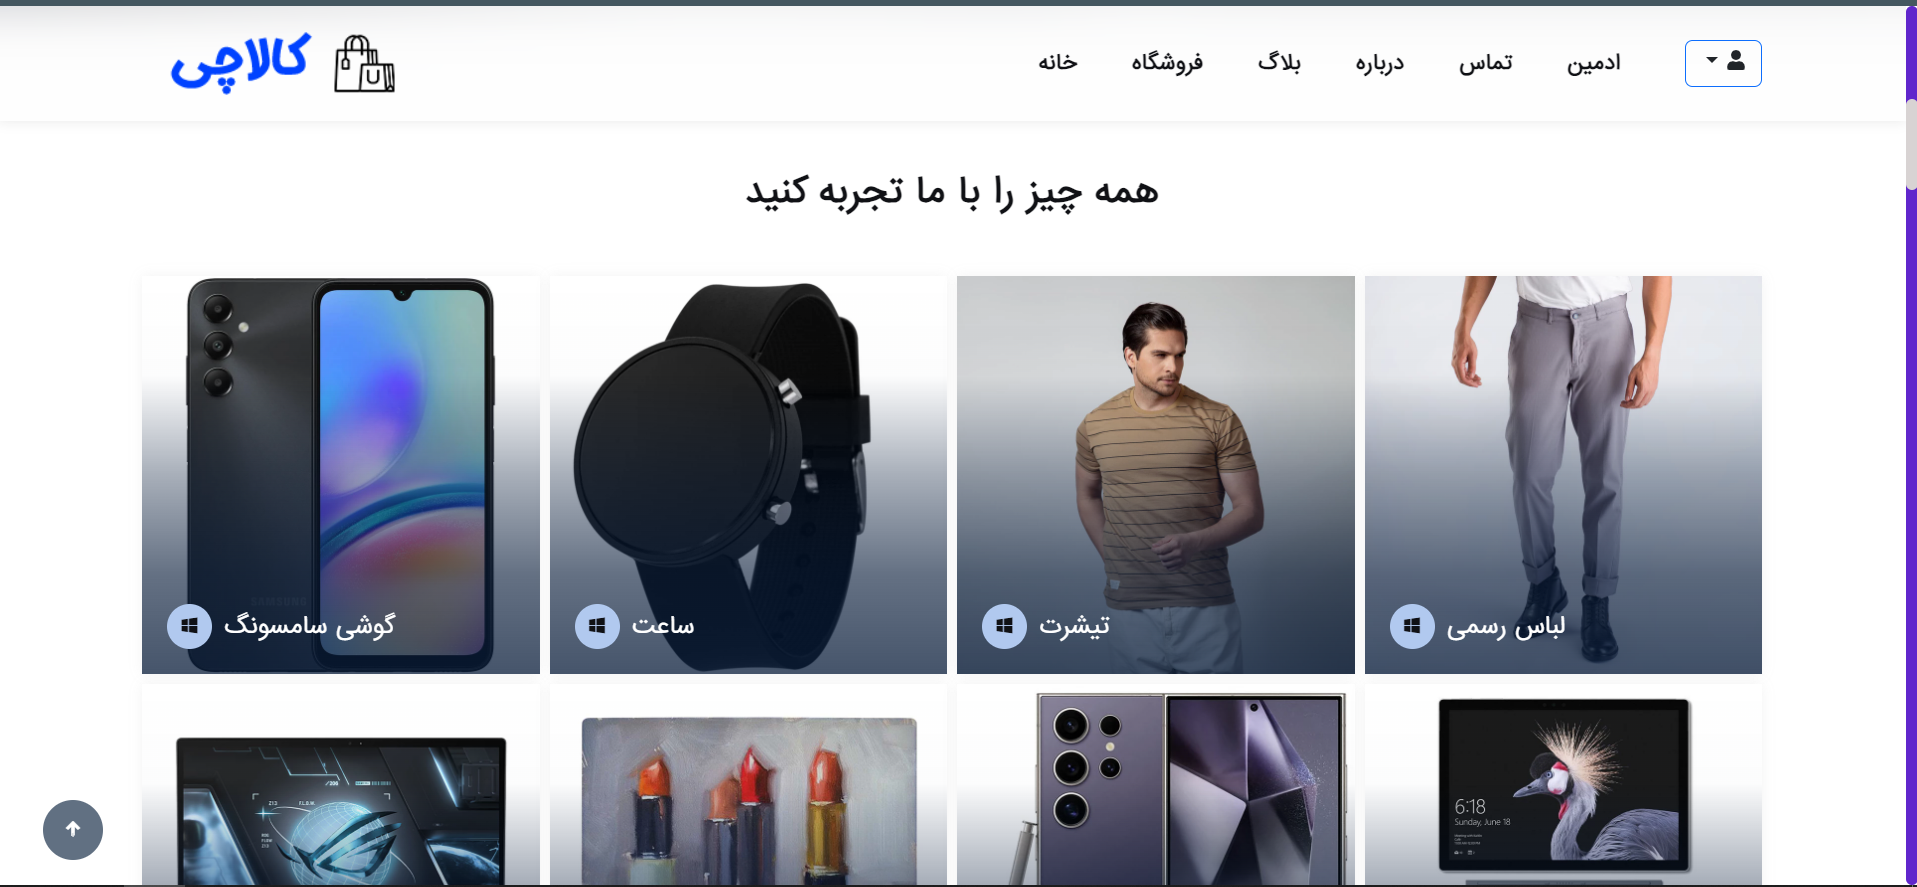 کالاچی
خانه
فروشگاه
بلاگ
درباره
تماس
ادمین
همه چیز را با ما تجربه کنید
SAMSUNG
گوشی سامسونگ
ساعت
تیشرت
لباس رسمی
6:18
Sunday, June 18